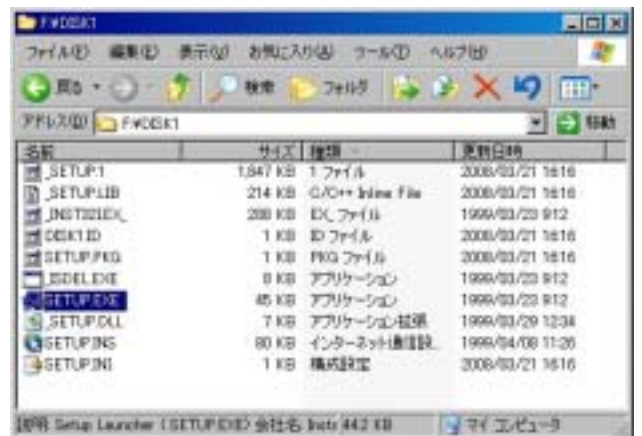 F:¥DISK1
ファイル(F) 編集(E) 表示(V) お気に入り(A) ツール(T) ヘルプ(H)
戻る 検索 フォルダ
アドレス(D) F:¥DISK1 移動
名前 サイズ 種類 更新日時
_SETUP.1 1,847 KB 1 ファイル 2008/03/21 16:16
_SETUP.LIB 214 KB C/C++ Inline File 2008/03/21 16:16
_INST32I.EX_ 288 KB EX_ ファイル 1999/03/23 9:12
DISK1.ID 1 KB ID ファイル 2008/03/21 16:16
SETUP.PKG 1 KB PKG ファイル 2008/03/21 16:16
_ISDEL.EXE 8 KB アプリケーション 1999/03/23 9:12
SETUP.EXE 45 KB アプリケーション 1999/03/23 9:12
_SETUP.DLL 7 KB アプリケーション拡張 1999/03/29 12:34
SETUP.INS 80 KB インターネット通信設... 1999/04/08 11:26
SETUP.INI 1 KB 構成設定 2008/03/21 16:16
説明: Setup Launcher (SETUP.EXE) 会社名: Insts 44.2 KB マイ コンピュータ